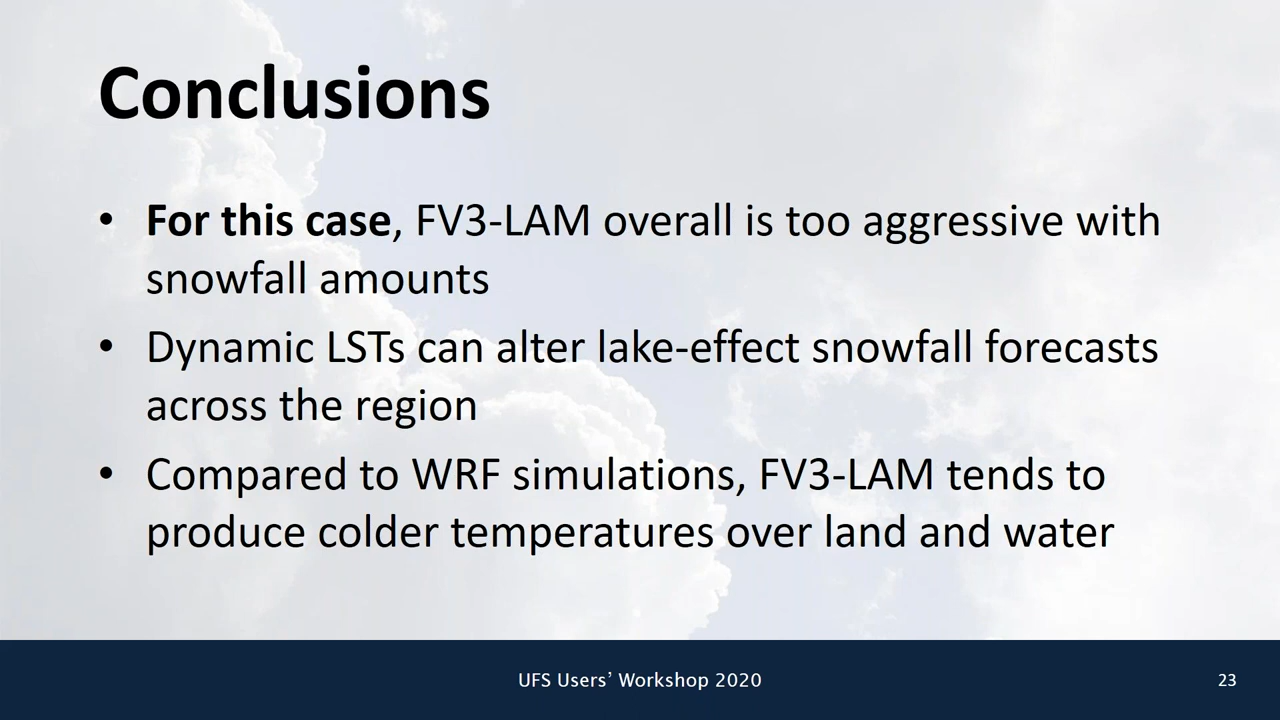 Conclusions
• For this case, FV3-LAM overall is too aggressive with
snowfall amounts
• Dynamic LSTs can alter lake-effect snowfall forecasts
across the region
• Compared to WRF simulations, FV3-LAM tends to
produce colder temperatures over land and water
UFS Users’ Workshop 2020
23